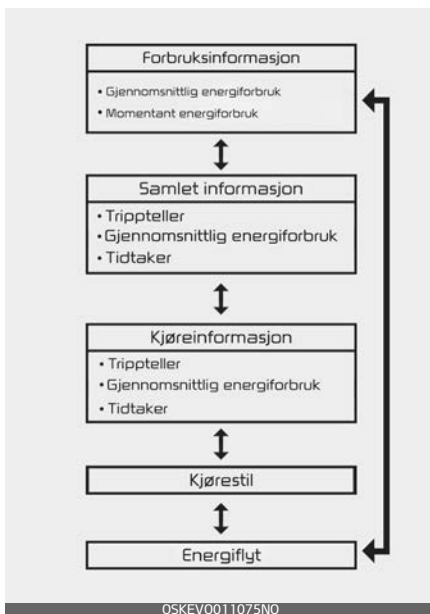 Forbruksinformasjon
• Gjennomsnittlig energiforbruk
• Momentant energiforbruk
Samlet informasjon
• Trippteller
• Gjennomsnittlig energiforbruk
• Tidtaker
Kjøreinformasjon
• Trippteller
• Gjennomsnittlig energiforbruk
• Tidtaker
Kjørestil
Energiflyt
OSKEV0011075NO